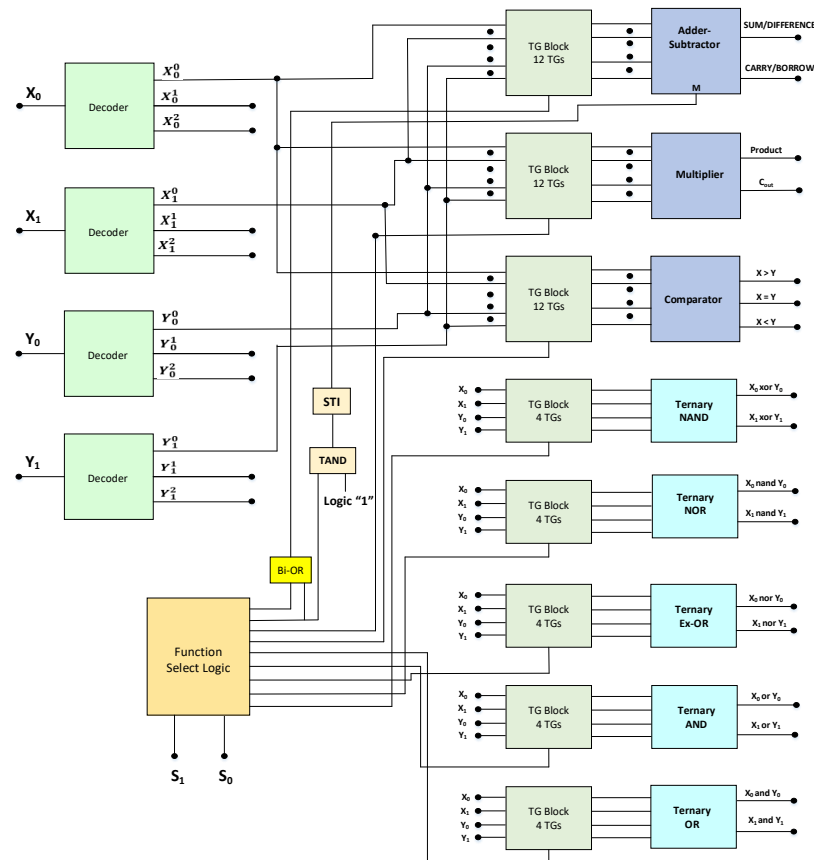 X₀
Decoder
X₀⁰
X₀¹
X₀²
X₁
Decoder
X₁⁰
X₁¹
X₁²
Y₀
Decoder
Y₀⁰
Y₀¹
Y₀²
Y₁
Decoder
Y₁⁰
Y₁¹
Y₁²
STI
TAND
Logic “1”
Bi-OR
Function
Select Logic
S₁
S₀
TG Block
12 TGs
Adder-
Subtractor
M
SUM/DIFFERENCE
CARRY/BORROW
TG Block
12 TGs
Multiplier
Product
Cout
TG Block
12 TGs
Comparator
X > Y
X = Y
X < Y
X₀
X₁
Y₀
Y₁
TG Block
4 TGs
Ternary
NAND
X₀ xor Y₀
X₁ xor Y₁
X₀
X₁
Y₀
Y₁
TG Block
4 TGs
Ternary
NOR
X₀ nand Y₀
X₁ nand Y₁
X₀
X₁
Y₀
Y₁
TG Block
4 TGs
Ternary
Ex-OR
X₀ nor Y₀
X₁ nor Y₁
X₀
X₁
Y₀
Y₁
TG Block
4 TGs
Ternary
AND
X₀ or Y₀
X₁ or Y₁
X₀
X₁
Y₀
Y₁
TG Block
4 TGs
Ternary
OR
X₀ and Y₀
X₁ and Y₁